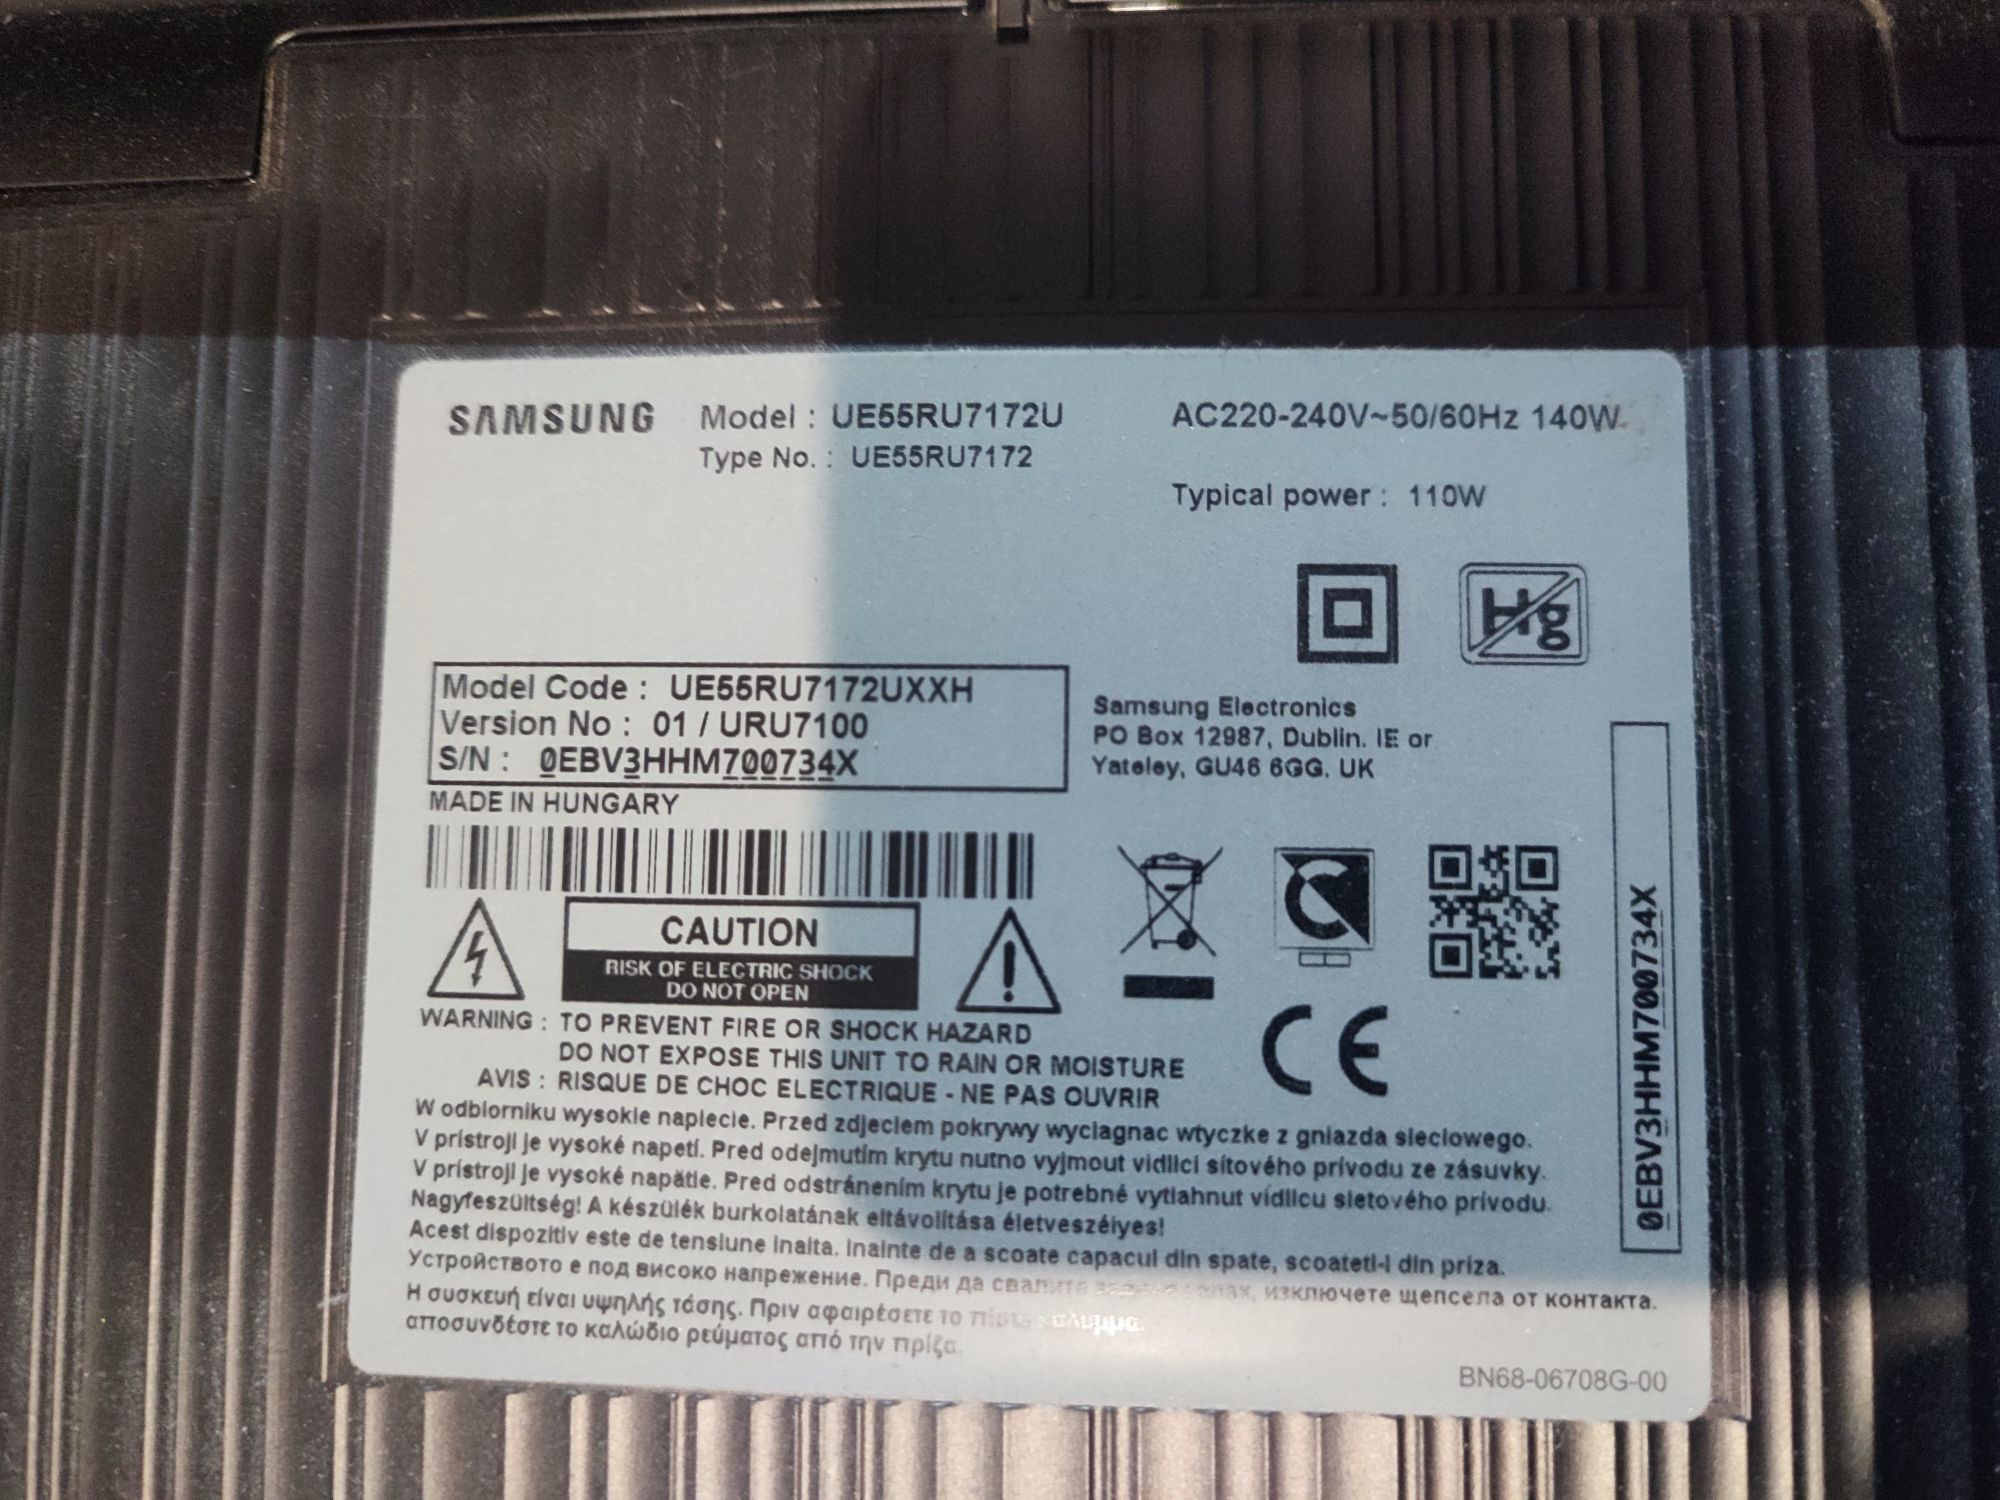 SAMSUNG Model : UE55RU7172U AC220-240V~50/60Hz 140W
Type No. : UE55RU7172
Typical power : 110W
Hg
Model Code : UE55RU7172UXXH
Version No : 01 / URU7100
S/N : 0EBV3HHM700734X
MADE IN HUNGARY
Samsung Electronics
PO Box 12987, Dublin. IE or
Yateley, GU46 6GG. UK
CAUTION
RISK OF ELECTRIC SHOCK
DO NOT OPEN
CE
WARNING : TO PREVENT FIRE OR SHOCK HAZARD
DO NOT EXPOSE THIS UNIT TO RAIN OR MOISTURE
AVIS : RISQUE DE CHOC ELECTRIQUE - NE PAS OUVRIR
W odbiorniku wysokie napiecie. Przed zdjeciem pokrywy wyciagnac wtyczke z gniazda sieciowego.
V prístroji je vysoké napetí. Pred odejmutím krytu nutno vyjmout vidlici sítového prívodu ze zásuvky.
V prístroji je vysoké napätie. Pred odstránením krytu je potrebné vytiahnut vidlicu sietového prívodu.
Nagyfeszültség! A készülék burkolatának eltávolítása életveszélyes!
Acest dispozitiv este de tensiune inalta. Inainte de a scoate capacul din spate, scoateti-l din priza.
Устройството е под високо напрежение. Преди да свалите изключете щепсела от контакта.
Η συσκευή είναι υψηλής τάσης. Πριν αφαιρέσετε το κάλυμμα.
αποσυνδέστε το καλώδιο ρεύματος από την πρίζα.
BN68-06708G-00
0EBV3HHM700734X